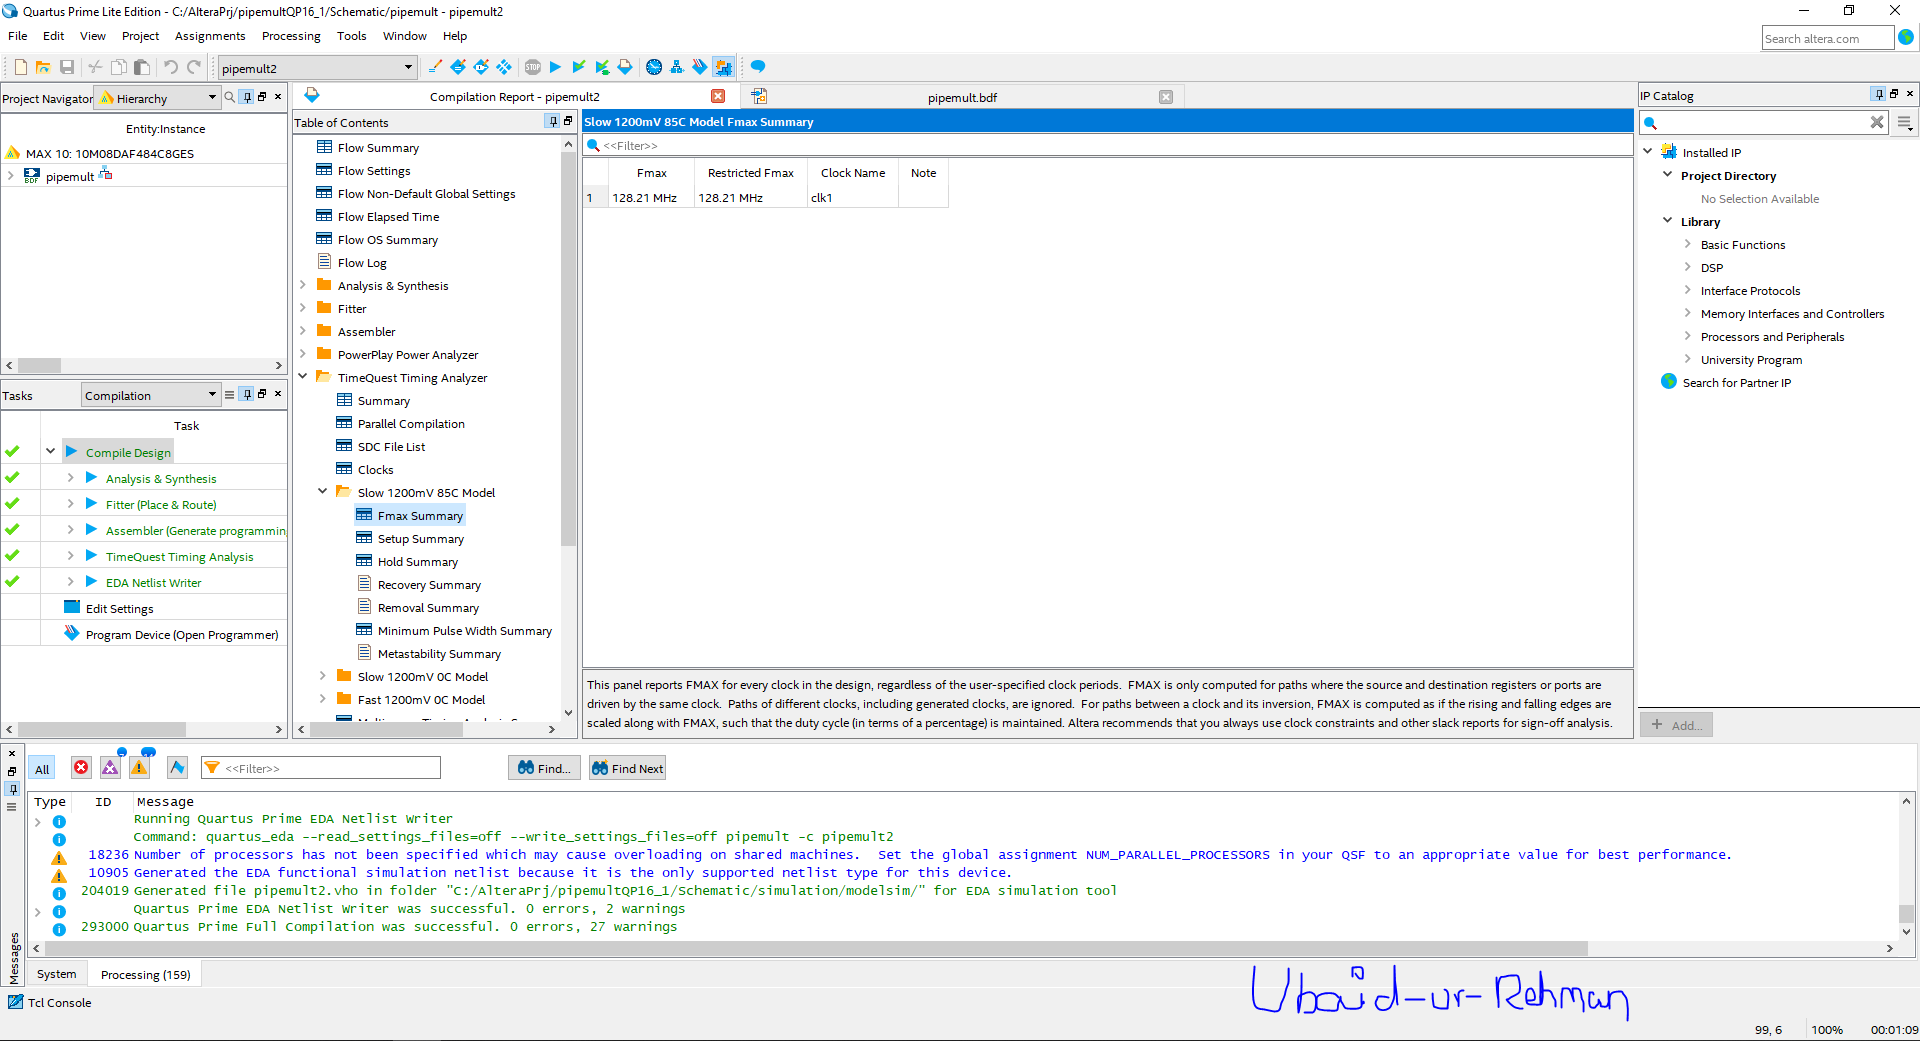 Quartus Prime Lite Edition - C:/AlteraPrj/pipemultQP16_1/Schematic/pipemult - pipemult2
File Edit View Project Assignments Processing Tools Window Help
Search altera.com
pipemult2
Project Navigator Hierarchy
Entity:Instance
MAX 10: 10M08DAF484C8GES
pipemult
Tasks Compilation
Task
Compile Design
Analysis & Synthesis
Fitter (Place & Route)
Assembler (Generate programmin
TimeQuest Timing Analysis
EDA Netlist Writer
Edit Settings
Program Device (Open Programmer)
Compilation Report - pipemult2
pipemult.bdf
Table of Contents
Flow Summary
Flow Settings
Flow Non-Default Global Settings
Flow Elapsed Time
Flow OS Summary
Flow Log
Analysis & Synthesis
Fitter
Assembler
PowerPlay Power Analyzer
TimeQuest Timing Analyzer
Summary
Parallel Compilation
SDC File List
Clocks
Slow 1200mV 85C Model
Fmax Summary
Setup Summary
Hold Summary
Recovery Summary
Removal Summary
Minimum Pulse Width Summary
Metastability Summary
Slow 1200mV 0C Model
Fast 1200mV 0C Model
Slow 1200mV 85C Model Fmax Summary
<<Filter>>
Fmax Restricted Fmax Clock Name Note
1 128.21 MHz 128.21 MHz clk1
This panel reports FMAX for every clock in the design, regardless of the user-specified clock periods. FMAX is only computed for paths where the source and destination registers or ports are
driven by the same clock. Paths of different clocks, including generated clocks, are ignored. For paths between a clock and its inversion, FMAX is computed as if the rising and falling edges are
scaled along with FMAX, such that the duty cycle (in terms of a percentage) is maintained. Altera recommends that you always use clock constraints and other slack reports for sign-off analysis.
IP Catalog
Installed IP
Project Directory
No Selection Available
Library
Basic Functions
DSP
Interface Protocols
Memory Interfaces and Controllers
Processors and Peripherals
University Program
Search for Partner IP
+ Add...
All <<Filter>> Find... Find Next
Type ID Message
Running Quartus Prime EDA Netlist Writer
Command: quartus_eda --read_settings_files=off --write_settings_files=off pipemult -c pipemult2
18236 Number of processors has not been specified which may cause overloading on shared machines. Set the global assignment NUM_PARALLEL_PROCESSORS in your QSF to an appropriate value for best performance.
10905 Generated the EDA functional simulation netlist because it is the only supported netlist type for this device.
204019 Generated file pipemult2.vho in folder "C:/AlteraPrj/pipemultQP16_1/Schematic/simulation/modelsim/" for EDA simulation tool
Quartus Prime EDA Netlist Writer was successful. 0 errors, 2 warnings
293000 Quartus Prime Full Compilation was successful. 0 errors, 27 warnings
Messages
System Processing (159)
Tcl Console
Ubaid-ur-Rehman
99, 6 100% 00:01:09